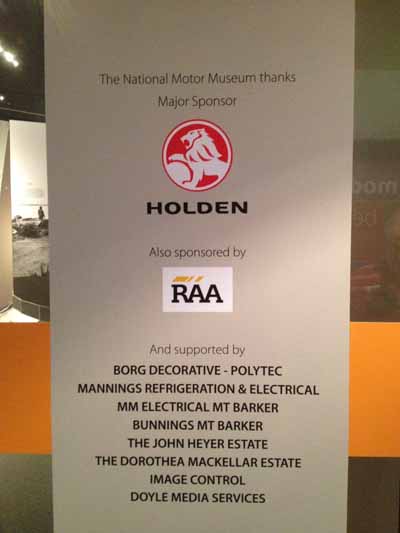 The National Motor Museum thanks
Major Sponsor
HOLDEN
Also sponsored by
RAA
And supported by
BORG DECORATIVE - POLYTEC
MANNINGS REFRIGERATION & ELECTRICAL
MM ELECTRICAL MT BARKER
BUNNINGS MT BARKER
THE JOHN HEYER ESTATE
THE DOROTHEA MACKELLAR ESTATE
IMAGE CONTROL
DOYLE MEDIA SERVICES